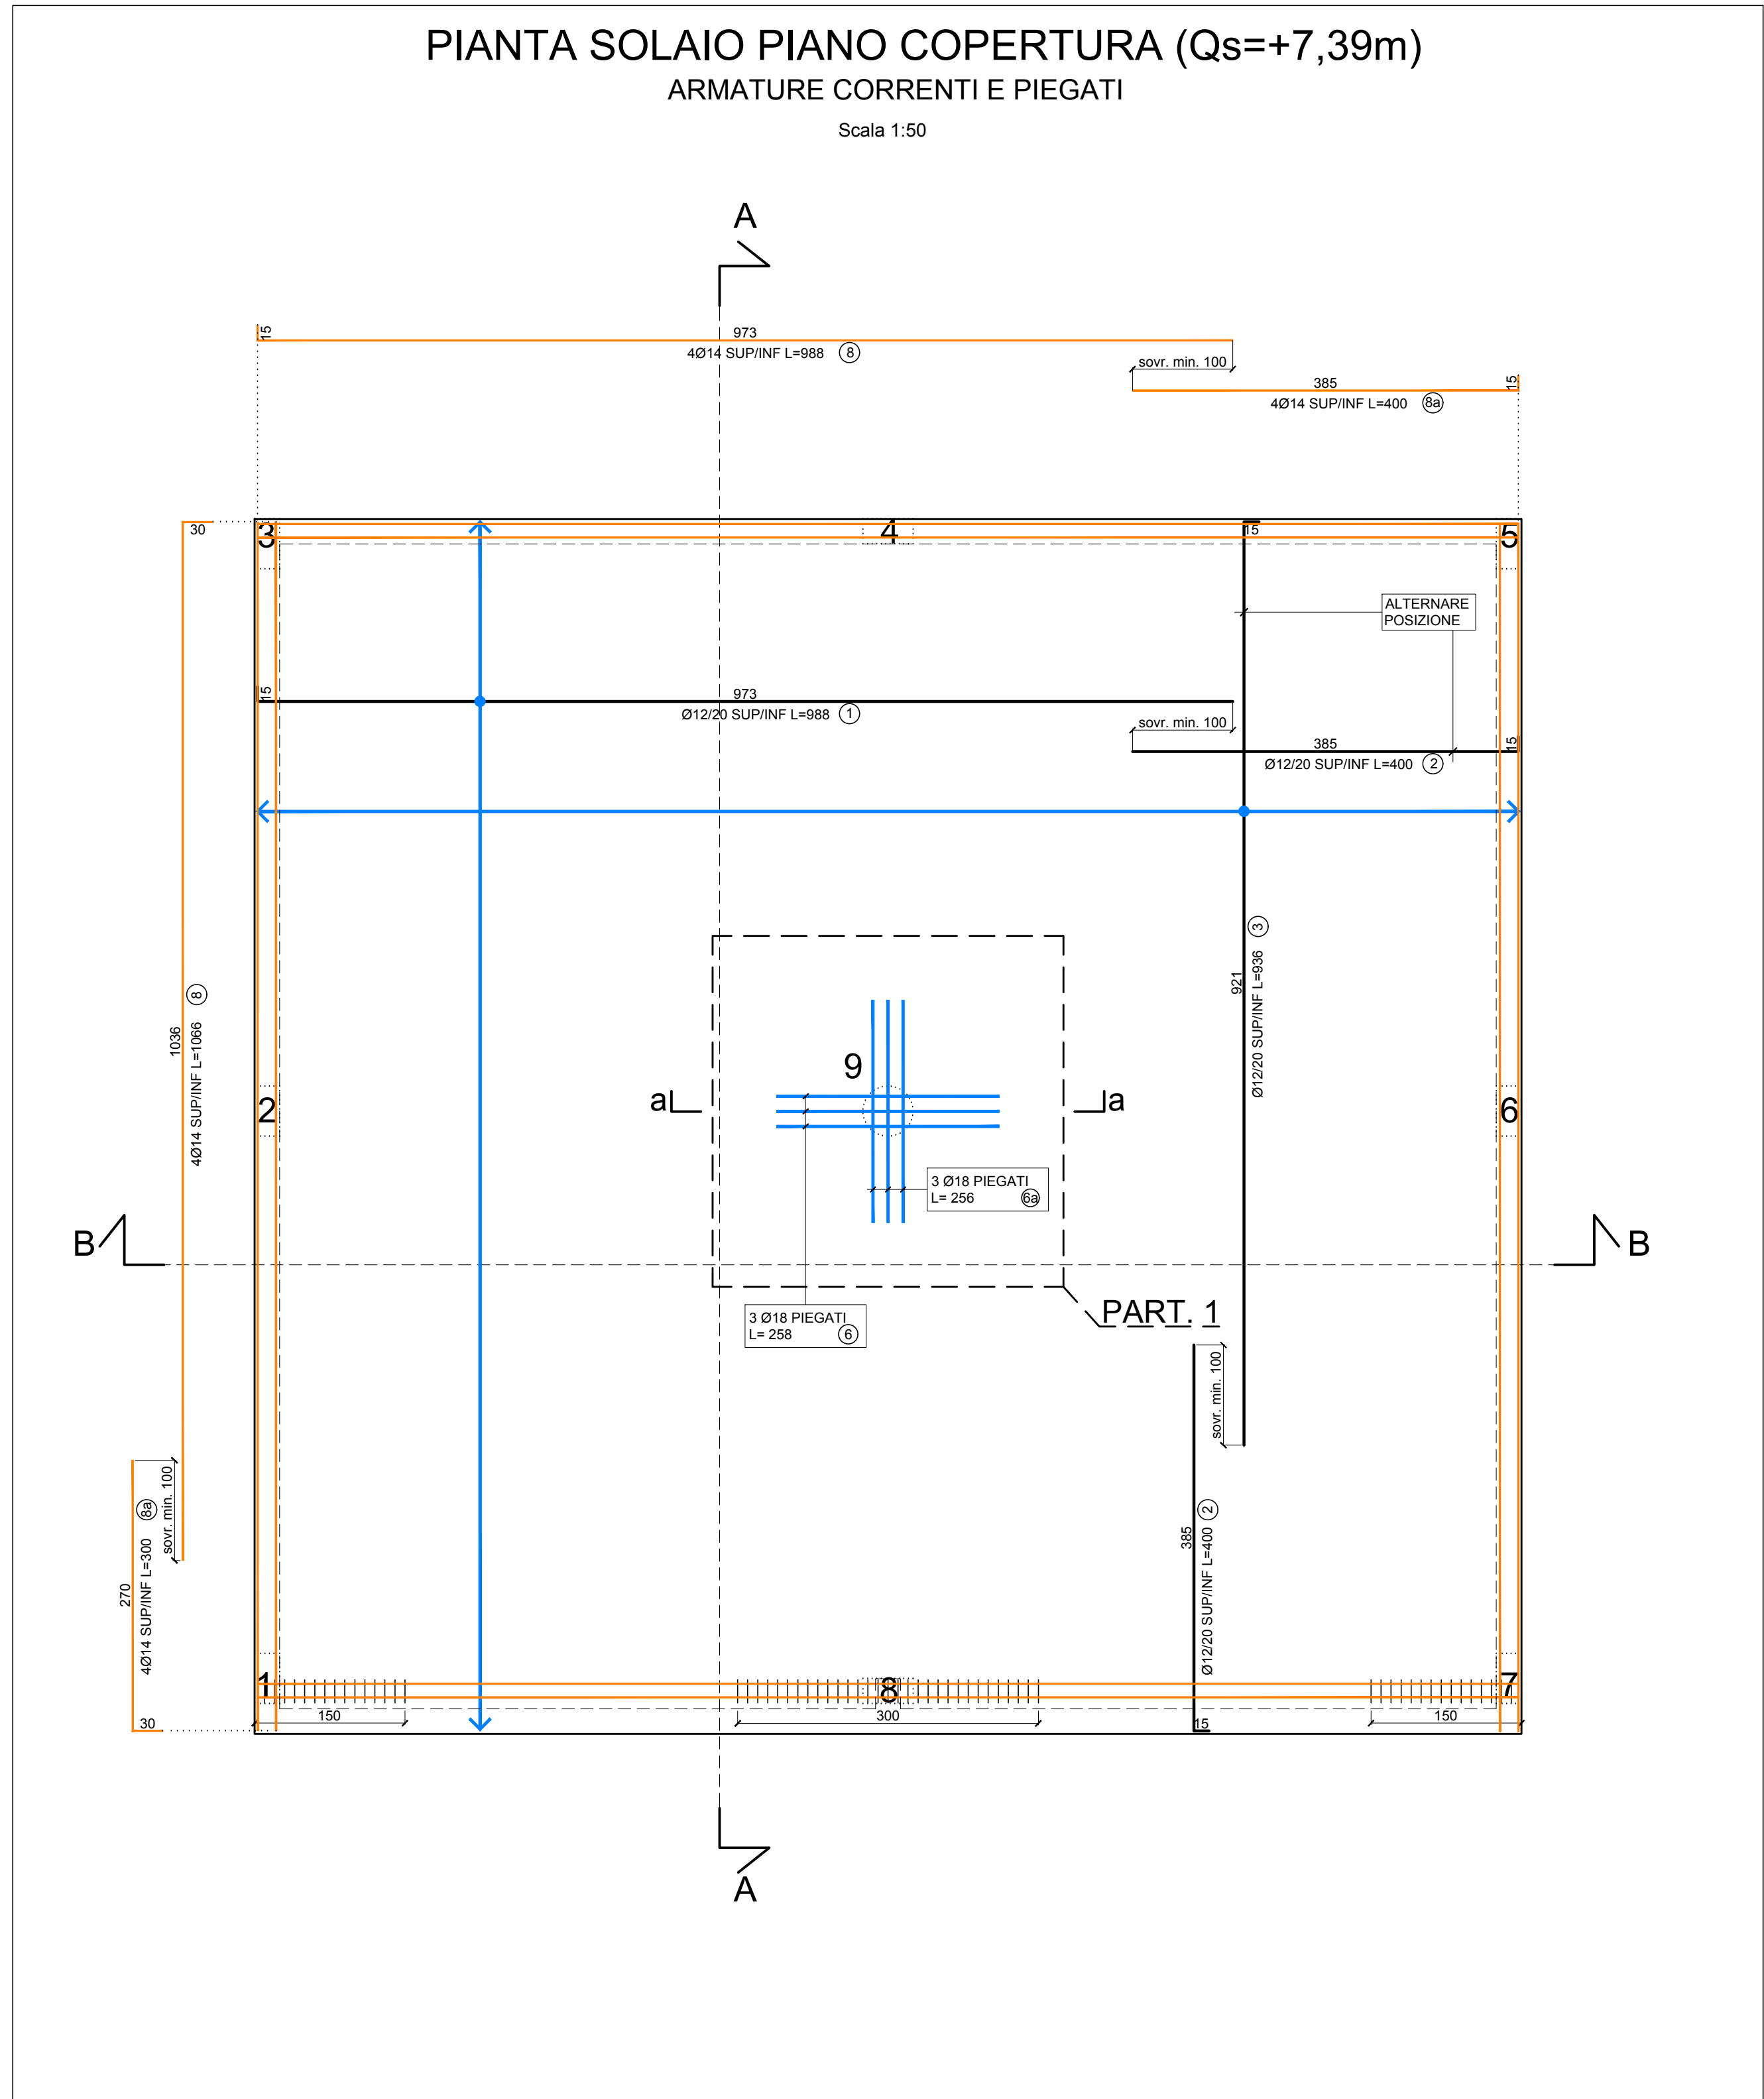 PIANTA SOLAIO PIANO COPERTURA (Qs=+7,39m)
ARMATURE CORRENTI E PIEGATI
Scala 1:50
A
15
973
4Ø14 SUP/INF L=988 8
sovr. min. 100
385
15
4Ø14 SUP/INF L=400 8a
30
3
4
5
15
ALTERNARE
POSIZIONE
15
973
Ø12/20 SUP/INF L=988 1
sovr. min. 100
385
15
Ø12/20 SUP/INF L=400 2
921
Ø12/20 SUP/INF L=936 3
1036
4Ø14 SUP/INF L=1066 8
9
a
a
2
6
3 Ø18 PIEGATI
L= 256 6a
B
B
3 Ø18 PIEGATI
L= 258 6
PART. 1
sovr. min. 100
385
Ø12/20 SUP/INF L=400 2
sovr. min. 100
270
4Ø14 SUP/INF L=300 8a
1
8
7
30
150
300
15
150
A